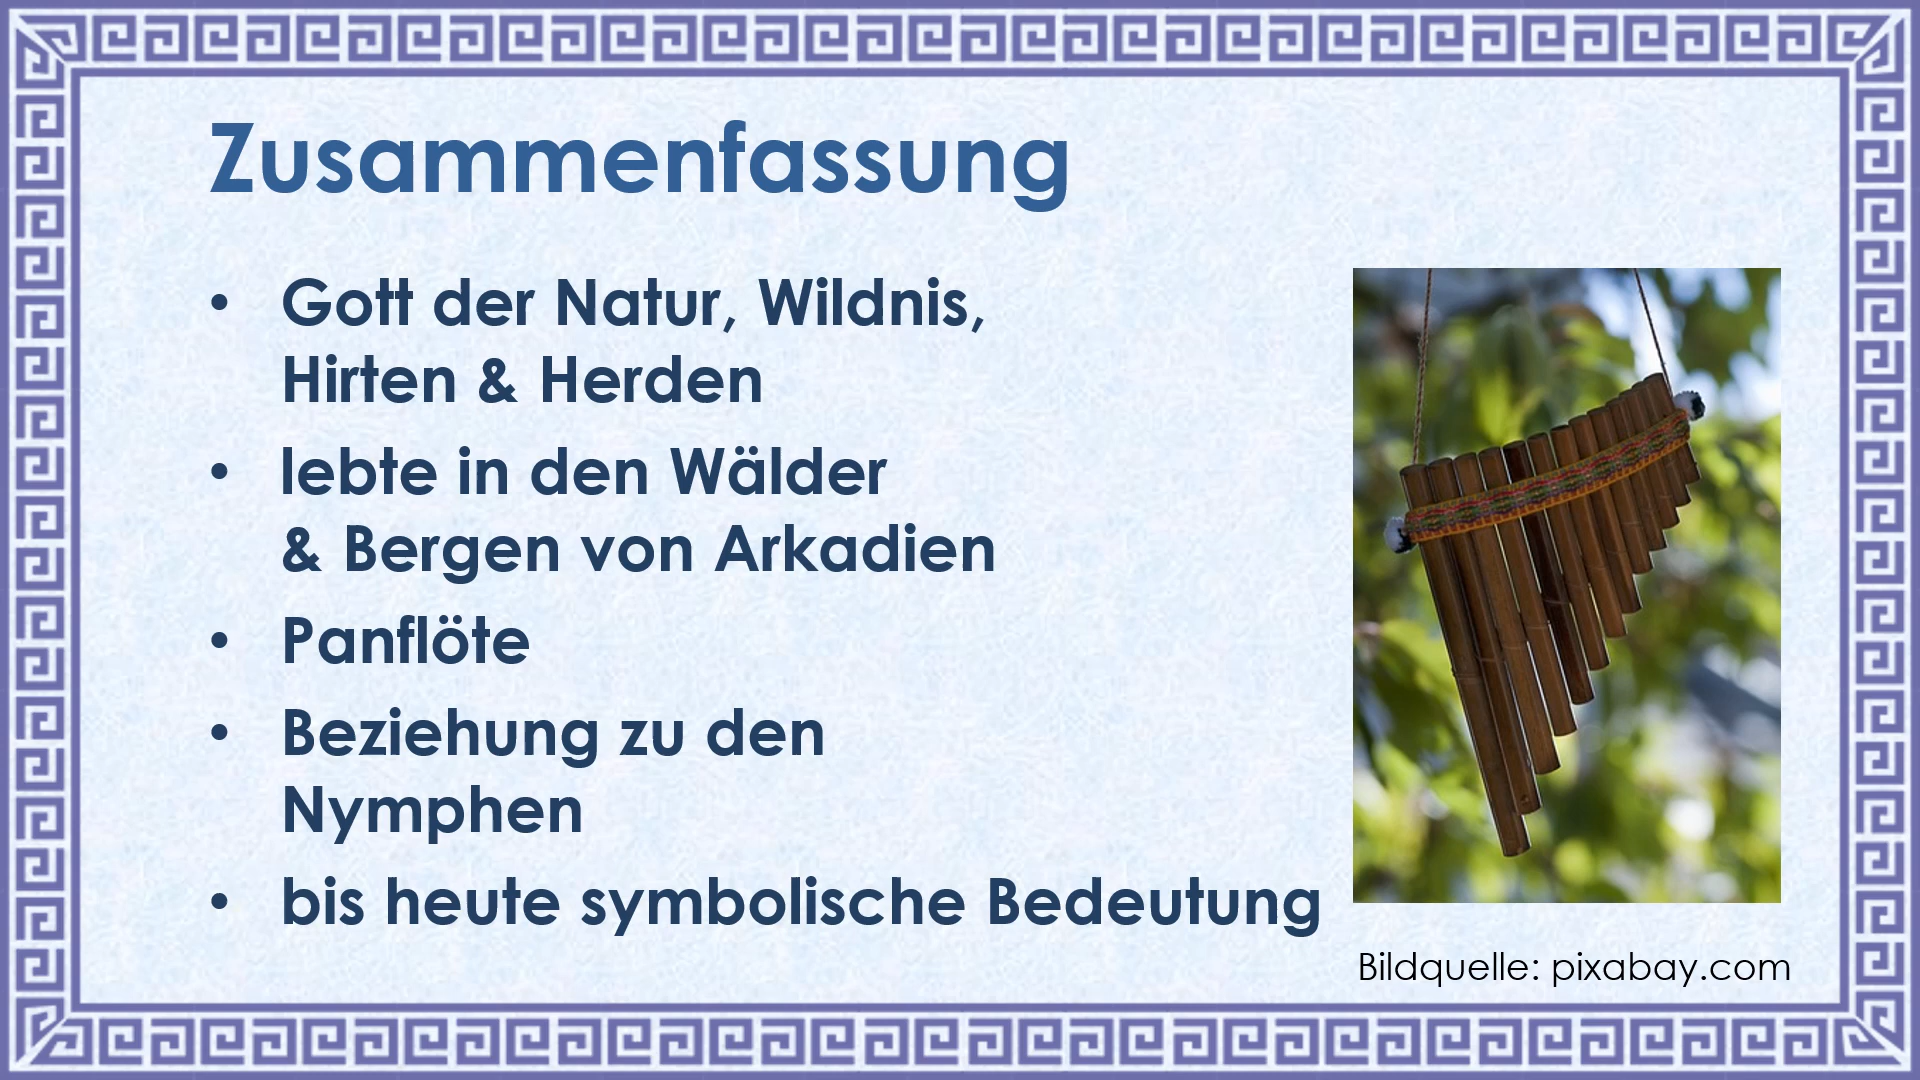 Zusammenfassung
• Gott der Natur, Wildnis,
Hirten & Herden
• lebte in den Wälder
& Bergen von Arkadien
• Panflöte
• Beziehung zu den
Nymphen
• bis heute symbolische Bedeutung
Bildquelle: pixabay.com